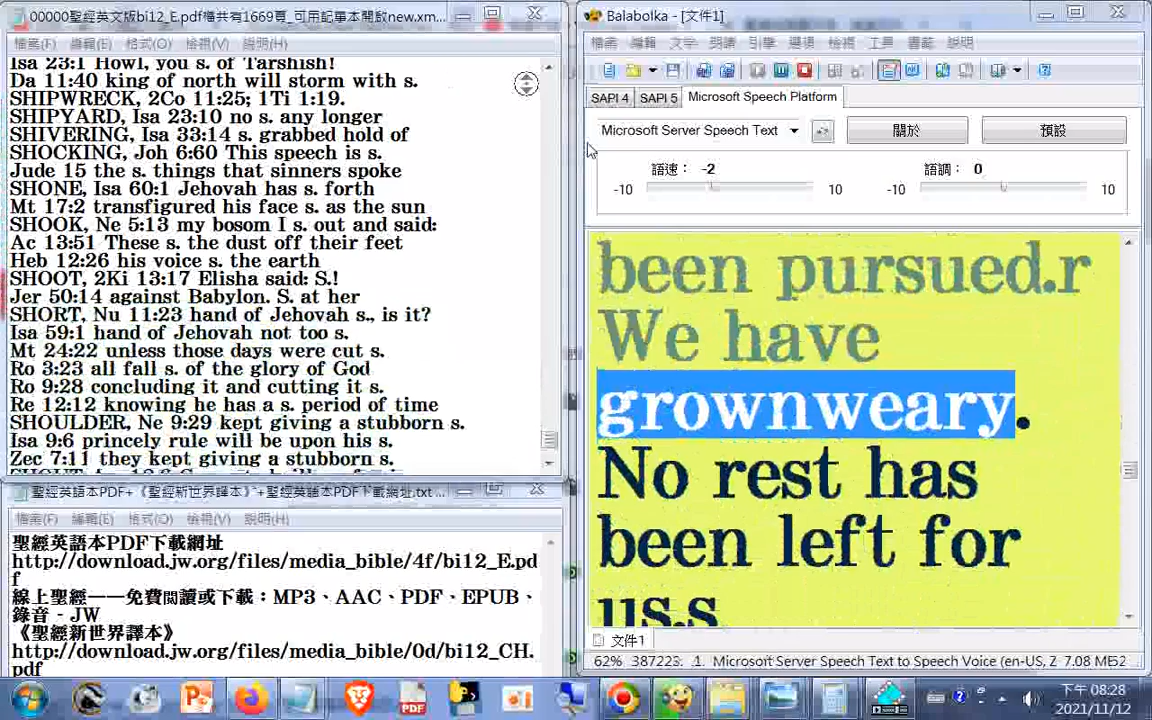 00000聖經英文版bi12_E.pdf檔共有1669頁_可用記事本開啟new.xm...
檔案(F) 編輯(E) 格式(O) 檢視(V) 說明(H)
Isa 23:1 Howl, you s. of Tarshish!
Da 11:40 king of north will storm with s.
SHIPWRECK, 2Co 11:25; 1Ti 1:19.
SHIPYARD, Isa 23:10 no s. any longer
SHIVERING, Isa 33:14 s. grabbed hold of
SHOCKING, Joh 6:60 This speech is s.
Jude 15 the s. things that sinners spoke
SHONE, Isa 60:1 Jehovah has s. forth
Mt 17:2 transfigured his face s. as the sun
SHOOK, Ne 5:13 my bosom I s. out and said:
Ac 13:51 These s. the dust off their feet
Heb 12:26 his voice s. the earth
SHOOT, 2Ki 13:17 Elisha said: S.!
Jer 50:14 against Babylon. S. at her
SHORT, Nu 11:23 hand of Jehovah s., is it?
Isa 59:1 hand of Jehovah not too s.
Mt 24:22 unless those days were cut s.
Ro 3:23 all fall s. of the glory of God
Ro 9:28 concluding it and cutting it s.
Re 12:12 knowing he has a s. period of time
SHOULDER, Ne 9:29 kept giving a stubborn s.
Isa 9:6 princely rule will be upon his s.
Zec 7:11 they kept giving a stubborn s.
聖經英語本PDF+《聖經新世界譯本》+聖經英語本PDF下載網址.txt ...
檔案(F) 編輯(E) 格式(O) 檢視(V) 說明(H)
聖經英語本PDF下載網址
http://download.jw.org/files/media_bible/4f/bi12_E.pd
f
線上聖經——免費閱讀或下載：MP3、AAC、PDF、EPUB、
錄音 - JW
《聖經新世界譯本》
http://download.jw.org/files/media_bible/0d/bi12_CH.
pdf
Balabolka - [文件1]
檔案 編輯 文字 朗讀 引擎 選項 檢視 工具 書籤 說明
SAPI 4 SAPI 5 Microsoft Speech Platform
Microsoft Server Speech Text 關於 預設
語速： -2 語調： 0
-10 10 -10 10
been pursued.r
We have
grownweary.
No rest has
been left for
us.s
文件1
62% 387223. .1. Microsoft Server Speech Text to Speech Voice (en-US, Z 7.08 ME52
下午 08:28
2021/11/12